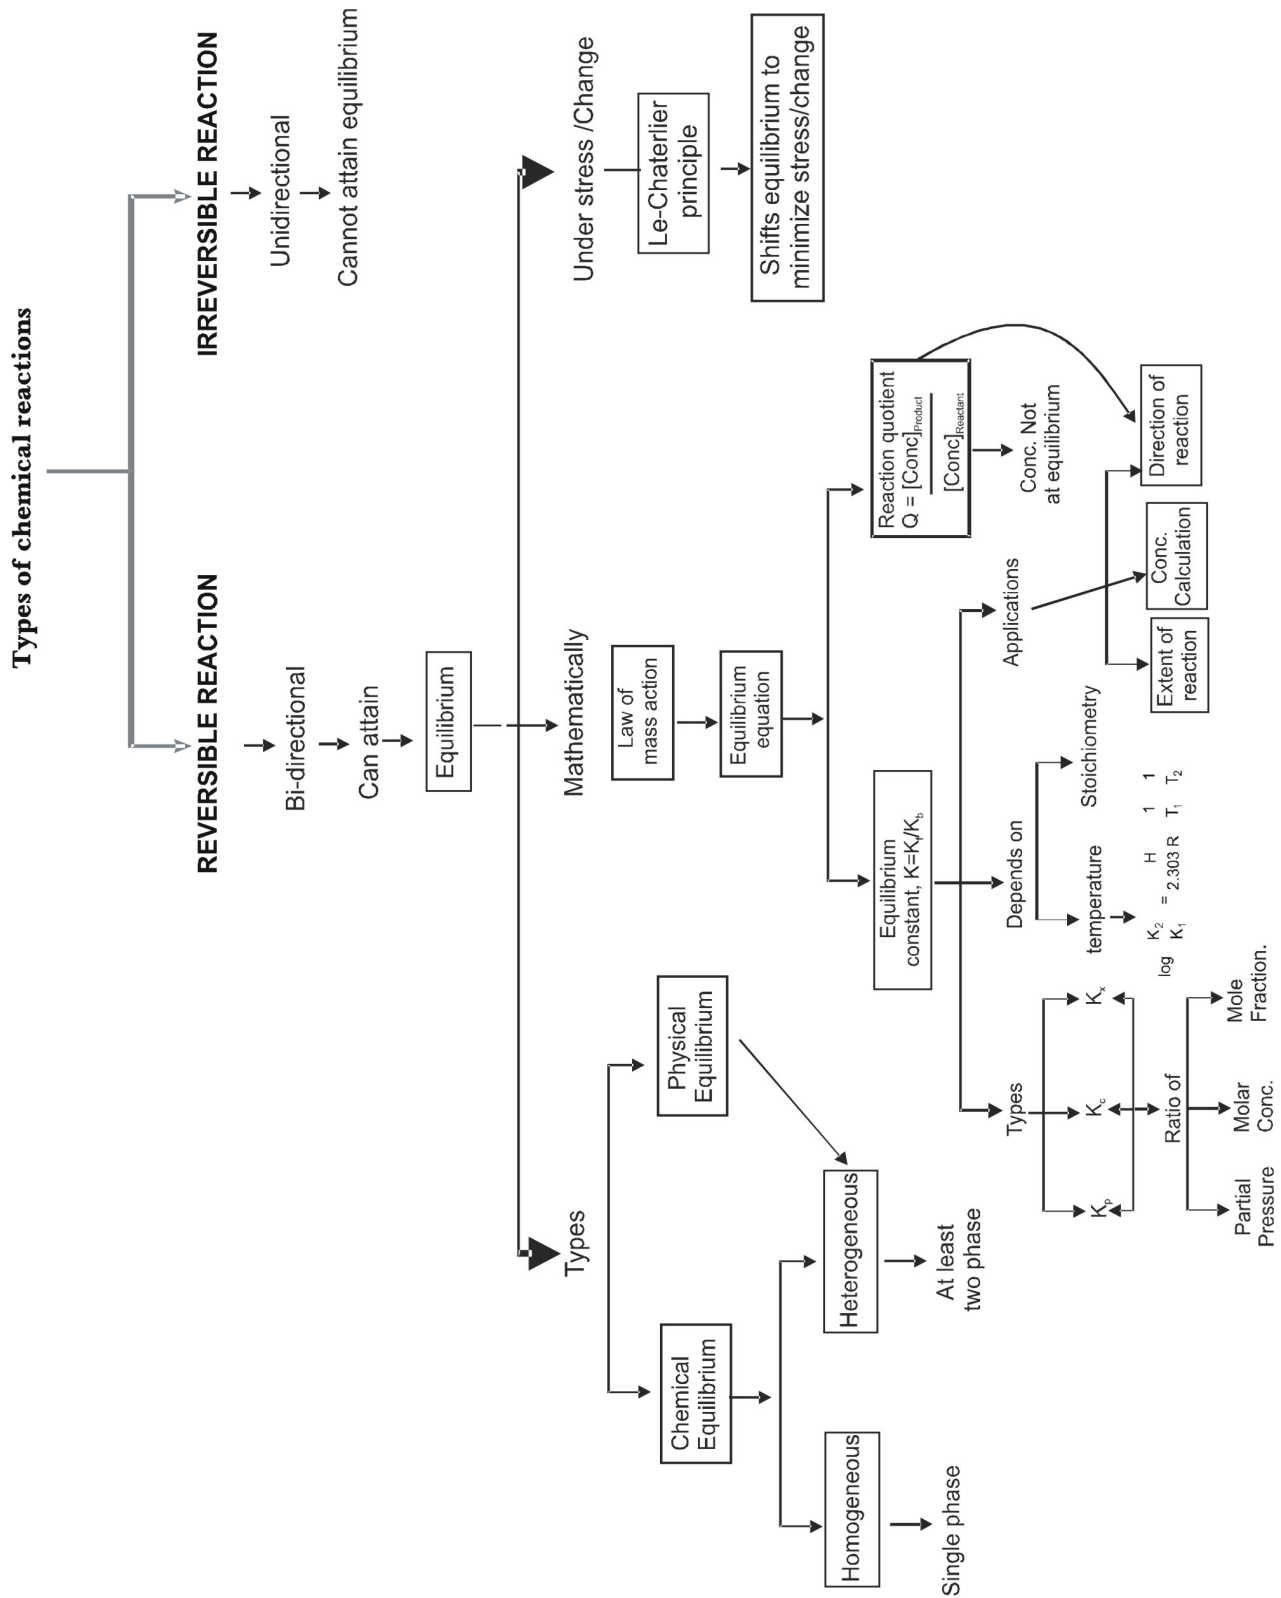 Types of chemical reactions
REVERSIBLE REACTION
IRREVERSIBLE REACTION
Bi-directional
Unidirectional
Can attain
Cannot attain equilibrium
Equilibrium
Types
Mathematically
Under stress /Change
Chemical
Equilibrium
Physical
Equilibrium
Law of
mass action
Le-Chaterlier
principle
Equilibrium
equation
Shifts equilibrium to
minimize stress/change
Homogeneous
Heterogeneous
Single phase
At least
two phase
Equilibrium
constant, K=Kf/Kb
Reaction quotient
Q = [Conc]Product
[Conc]Reactant
Conc. Not
at equilibrium
Types
Depends on
Applications
Kp
Kc
Kx
temperature
Stoichiometry
Ratio of
log K2 = H 1 1
K1 2.303 R T1 T2
Extent of
reaction
Conc.
Calculation
Direction of
reaction
Partial
Pressure
Molar
Conc.
Mole
Fraction.